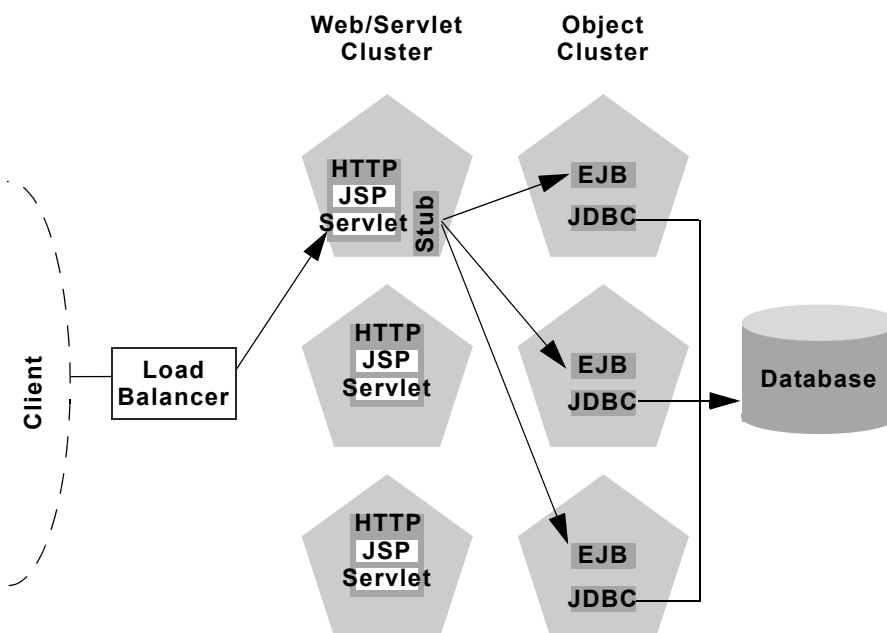 Web/Servlet
Cluster
Object
Cluster
HTTP
JSP
Servlet
Stub
EJB
JDBC
HTTP
JSP
Servlet
EJB
JDBC
HTTP
JSP
Servlet
EJB
JDBC
Client
Load
Balancer
Database